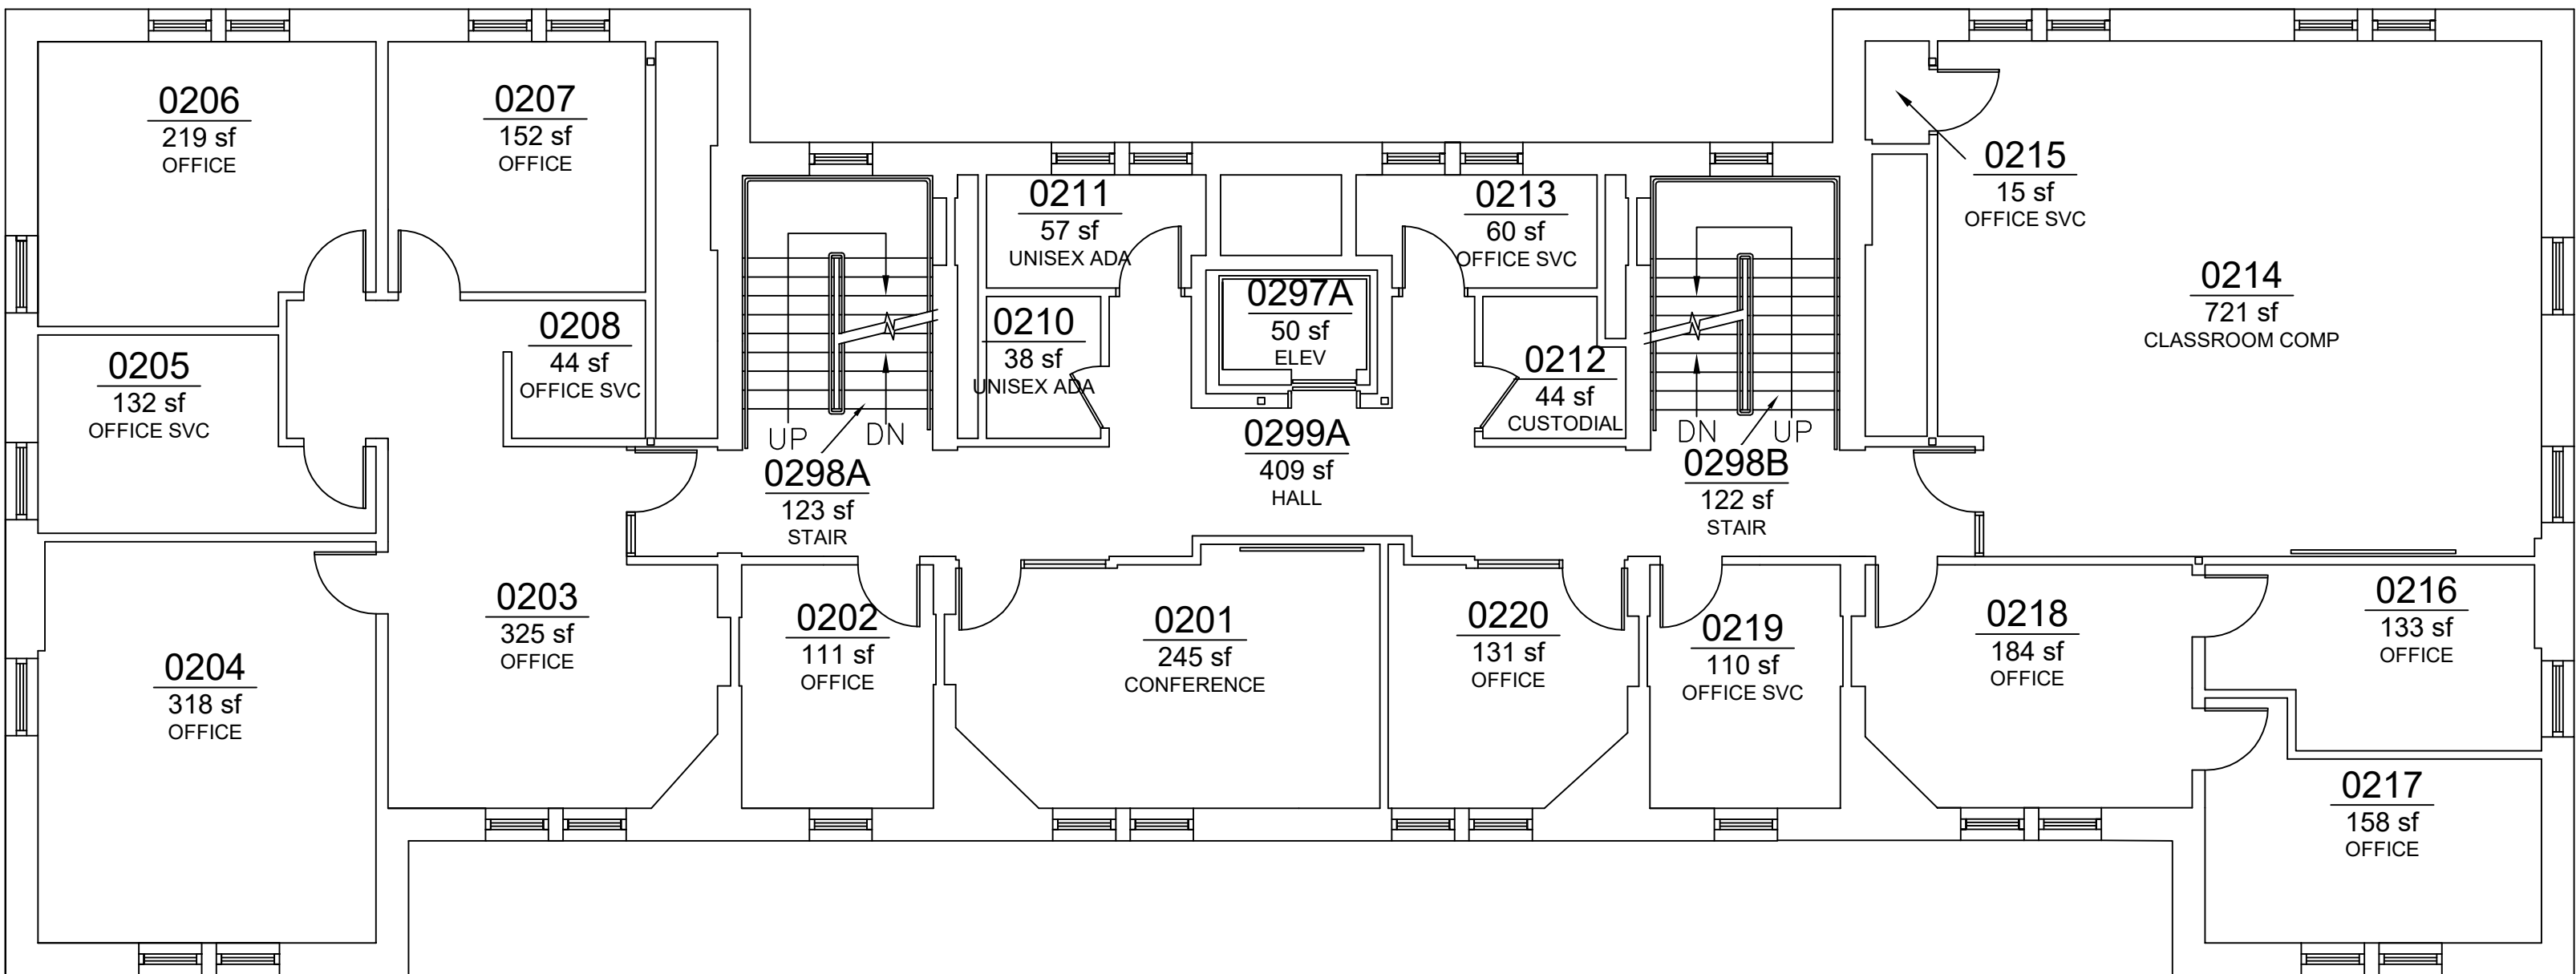 0206
219 sf
OFFICE
0207
152 sf
OFFICE
0205
132 sf
OFFICE SVC
0208
44 sf
OFFICE SVC
0204
318 sf
OFFICE
0203
325 sf
OFFICE
UP
DN
0298A
123 sf
STAIR
0202
111 sf
OFFICE
0211
57 sf
UNISEX ADA
0210
38 sf
UNISEX ADA
0297A
50 sf
ELEV
0299A
409 sf
HALL
0201
245 sf
CONFERENCE
0213
60 sf
OFFICE SVC
0212
44 sf
CUSTODIAL
DN
UP
0298B
122 sf
STAIR
0220
131 sf
OFFICE
0219
110 sf
OFFICE SVC
0215
15 sf
OFFICE SVC
0214
721 sf
CLASSROOM COMP
0218
184 sf
OFFICE
0216
133 sf
OFFICE
0217
158 sf
OFFICE